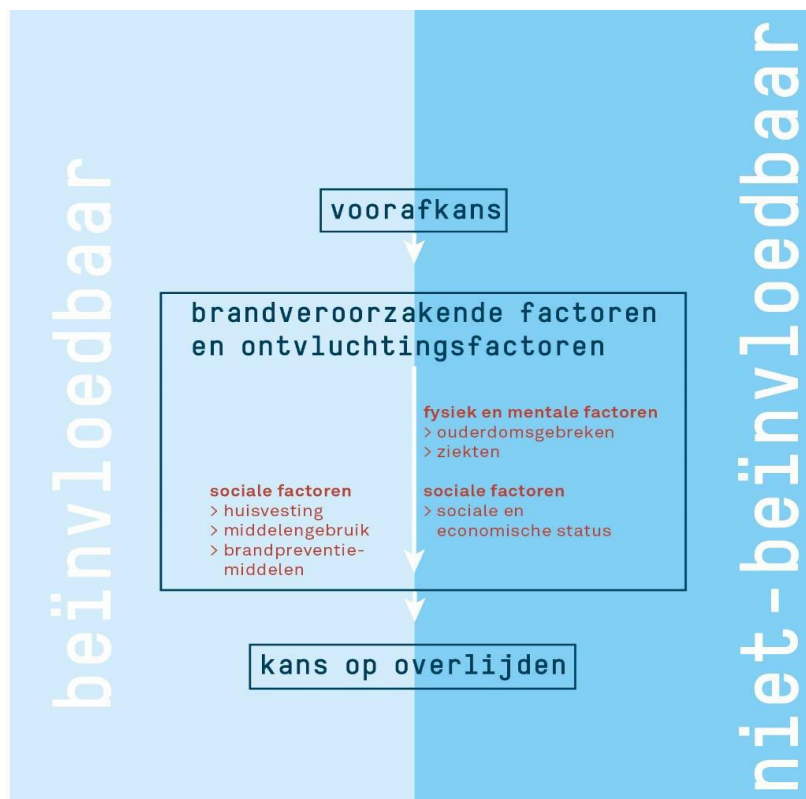 beïnvloedbaar
niet-beïnvloedbaar
voorafkans
brandveroorzakende factoren
en ontvluchtingsfactoren
sociale factoren
> huisvesting
> middelengebruik
> brandpreventie-
middelen
fysiek en mentale factoren
> ouderdomsgebreken
> ziekten
sociale factoren
> sociale en
economische status
kans op overlijden